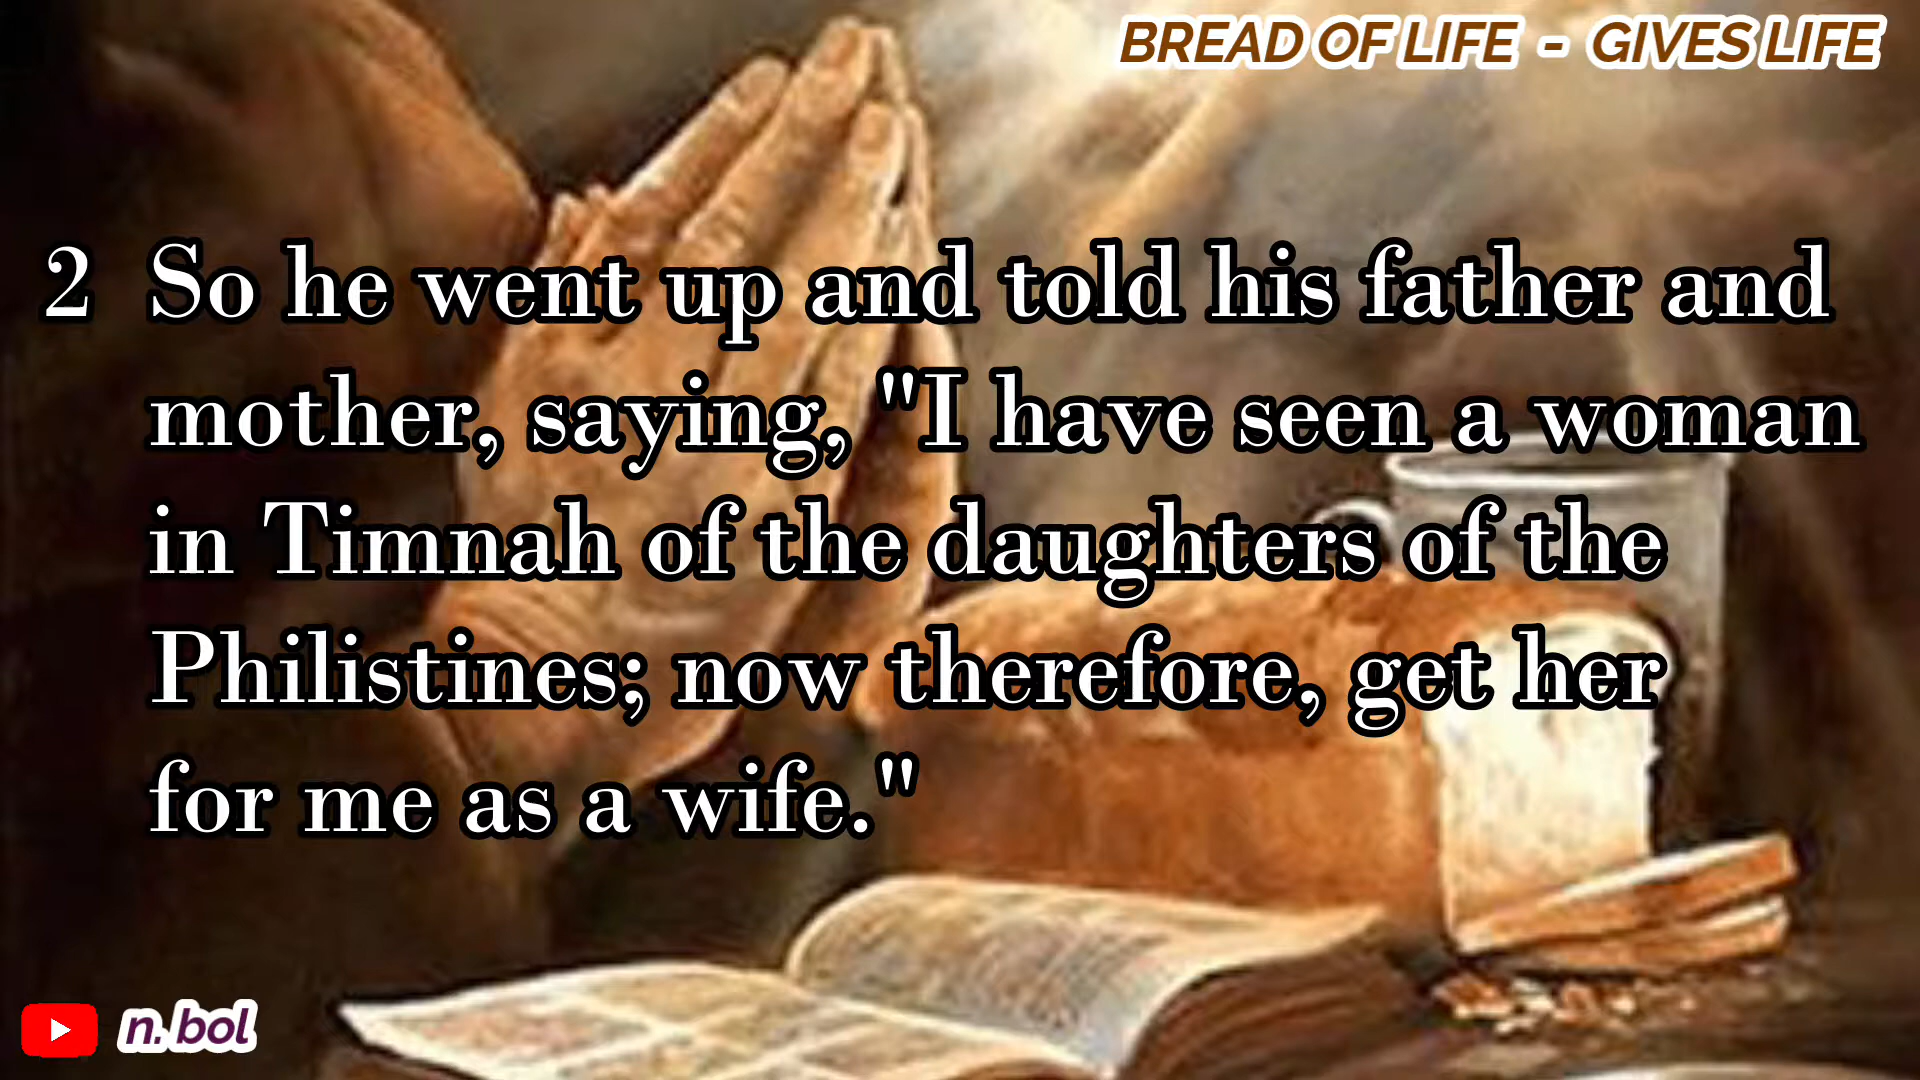 BREAD OF LIFE - GIVES LIFE
2 So he went up and told his father and
mother, saying, "I have seen a woman
in Timnah of the daughters of the
Philistines; now therefore, get her
for me as a wife."
n. bol